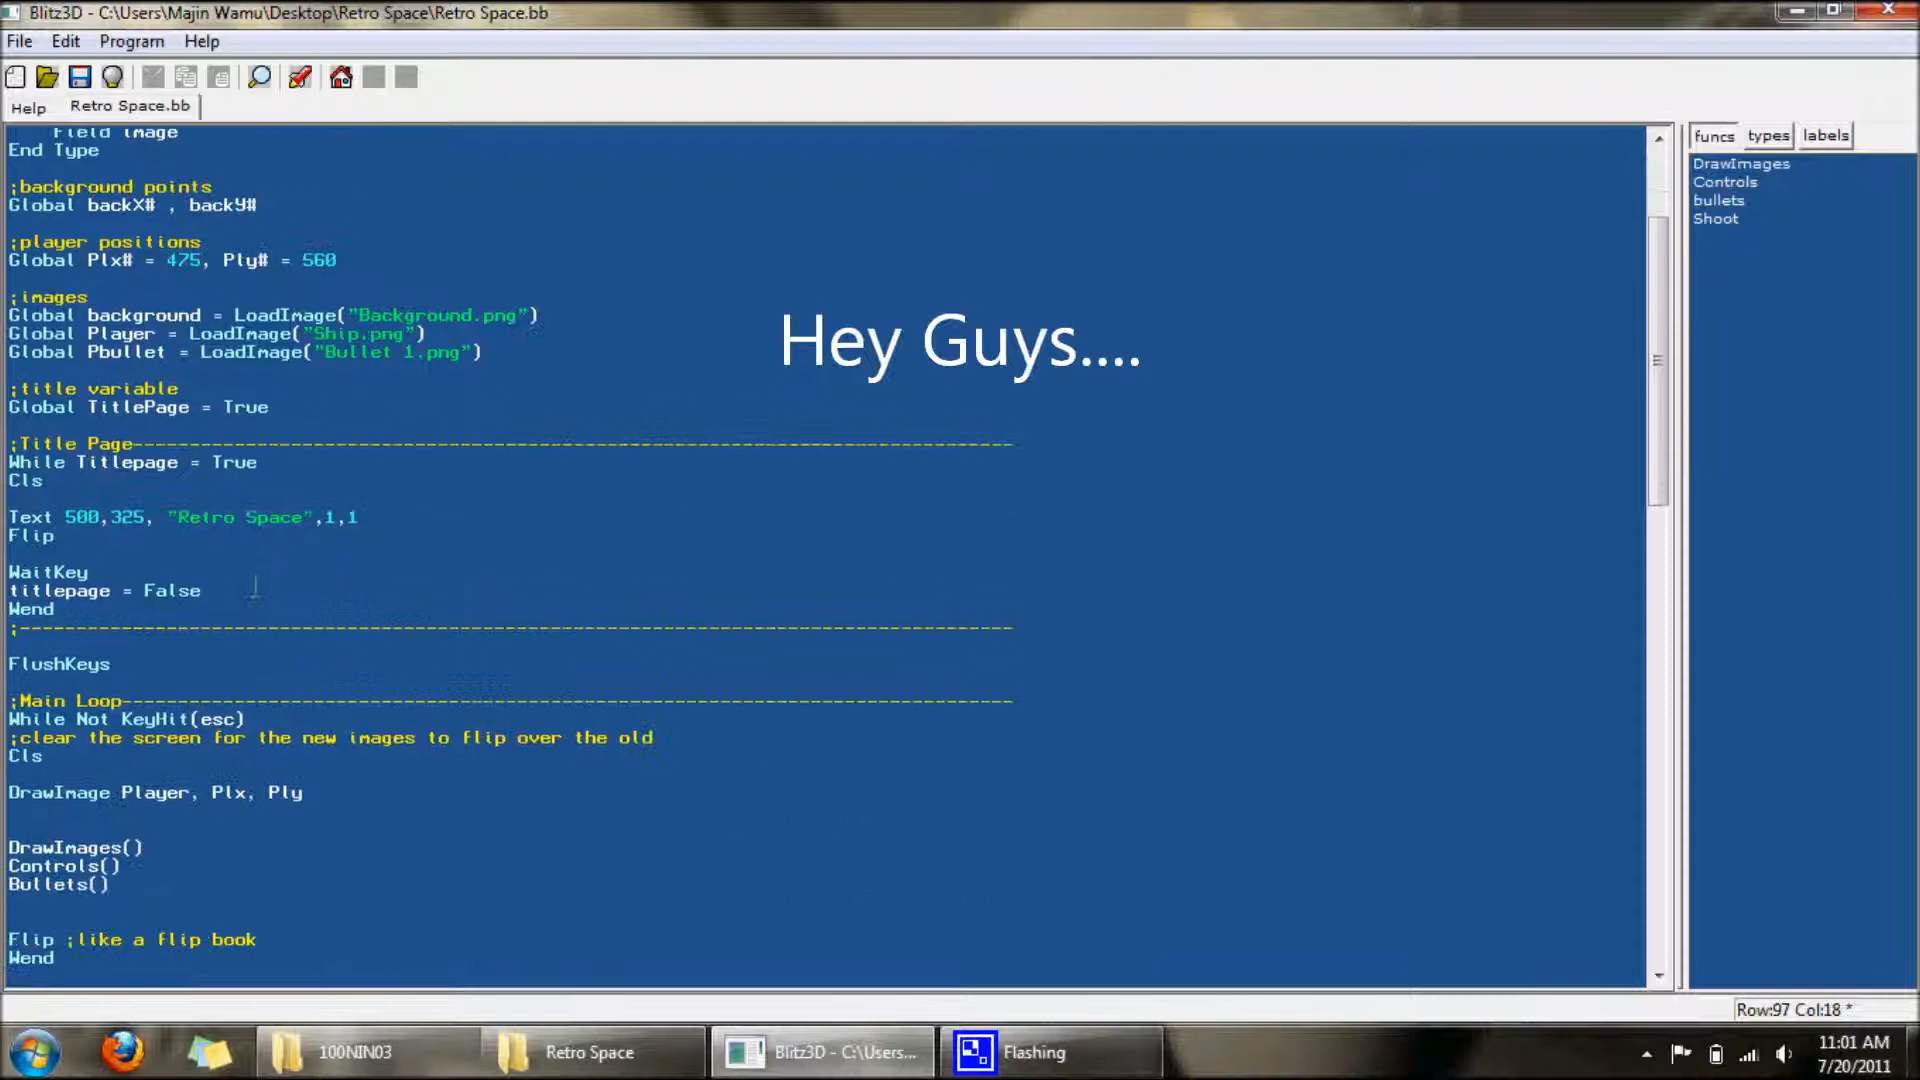 Blitz3D - C:\Users\Majin Wamu\Desktop\Retro Space\Retro Space.bb
File Edit Program Help
Help Retro Space.bb
Field image
End Type
;background points
Global backX# , backY#
;player positions
Global Plx# = 475, Ply# = 560
;images
Global background = LoadImage("Background.png")
Global Player = LoadImage("Ship.png")
Global Pbullet = LoadImage("Bullet 1.png")
;title variable
Global TitlePage = True
;Title Page--------------------------------------------------------------------------------
While Titlepage = True
Cls
Text 500,325, "Retro Space",1,1
Flip
WaitKey
titlepage = False
Wend
;------------------------------------------------------------------------------------------
FlushKeys
;Main Loop---------------------------------------------------------------------------------
While Not KeyHit(esc)
;clear the screen for the new images to flip over the old
Cls
DrawImage Player, Plx, Ply
DrawImages()
Controls()
Bullets()
Flip ;like a flip book
Wend
Hey Guys....
funcs types labels
DrawImages
Controls
bullets
Shoot
Row:97 Col:18 *
100NIN03
Retro Space
Blitz3D - C:\Users...
Flashing
11:01 AM
7/20/2011